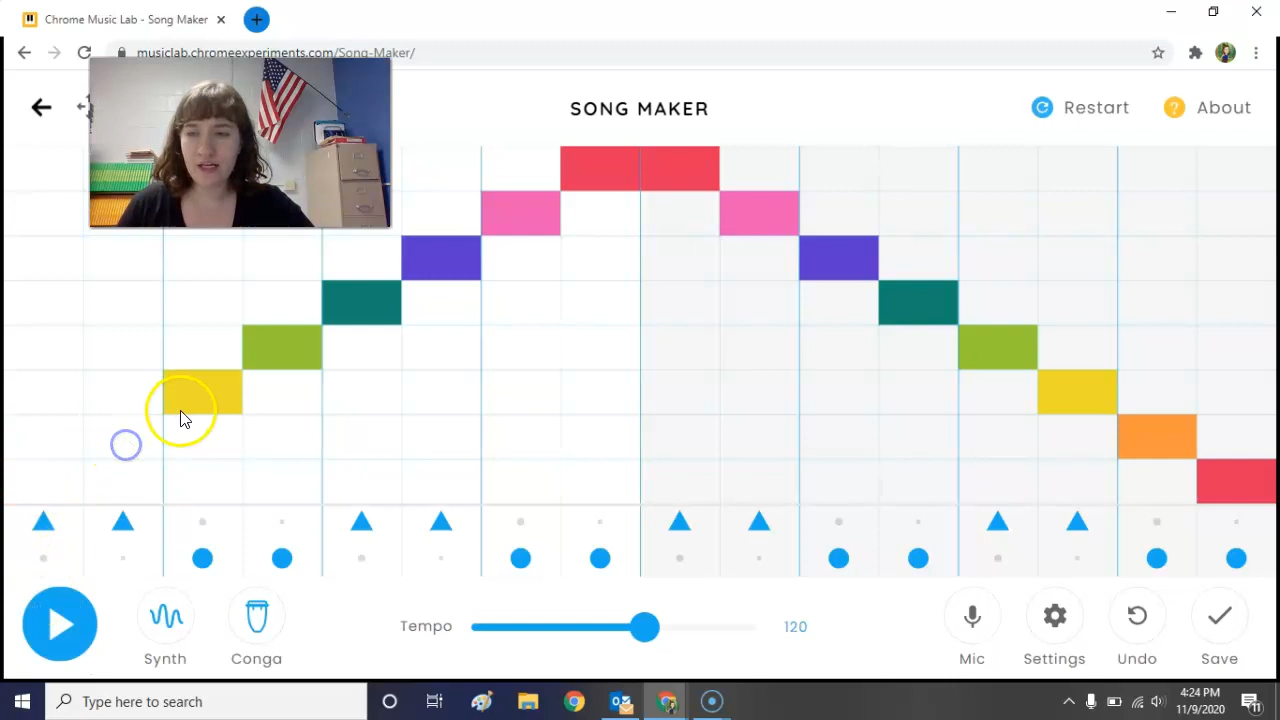 Chrome Music Lab - Song Maker
musiclab.chromeexperiments.com/Song-Maker/
SONG MAKER
Restart
? About
Tempo
120
Synth
Conga
Mic
Settings
Undo
Save
Type here to search
4:24 PM
11/9/2020
11